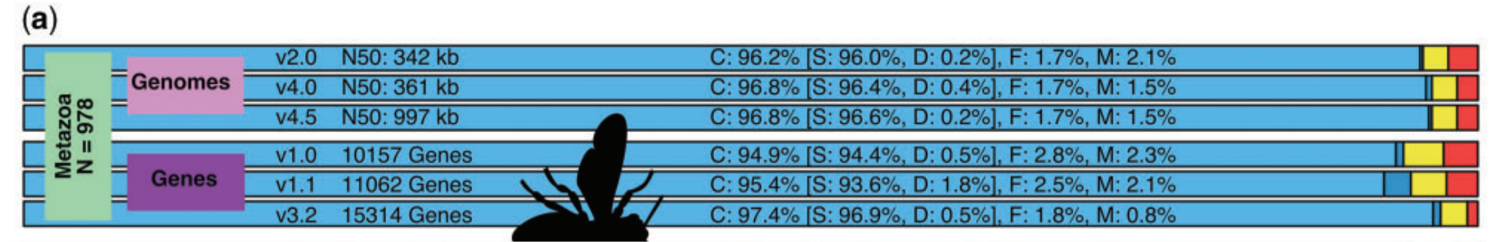 (a)
Metazoa
N = 978
Genomes
v2.0 N50: 342 kb C: 96.2% [S: 96.0%, D: 0.2%], F: 1.7%, M: 2.1%
v4.0 N50: 361 kb C: 96.8% [S: 96.4%, D: 0.4%], F: 1.7%, M: 1.5%
v4.5 N50: 997 kb C: 96.8% [S: 96.6%, D: 0.2%], F: 1.7%, M: 1.5%
Genes
v1.0 10157 Genes C: 94.9% [S: 94.4%, D: 0.5%], F: 2.8%, M: 2.3%
v1.1 11062 Genes C: 95.4% [S: 93.6%, D: 1.8%], F: 2.5%, M: 2.1%
v3.2 15314 Genes C: 97.4% [S: 96.9%, D: 0.5%], F: 1.8%, M: 0.8%